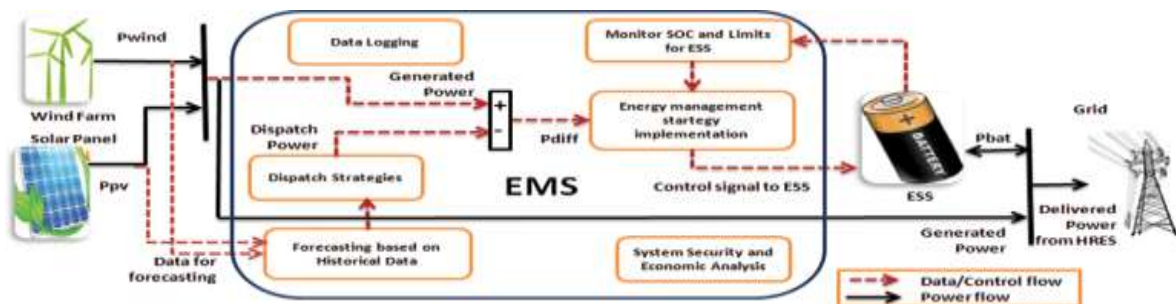 Pwind
Wind Farm
Solar Panel
Ppv
Data for
forecasting
Data Logging
Generated
Power
Dispatch
Power
+
-
Pdiff
Dispatch Strategies
EMS
Forecasting based on
Historical Data
Monitor SOC and Limits
for ESS
Energy management
startegy
implementation
Control signal to ESS
System Security and
Economic Analysis
BATTERY
ESS
Pbat
Grid
Generated
Power
Delivered
Power
from HRES
Data/Control flow
Power flow